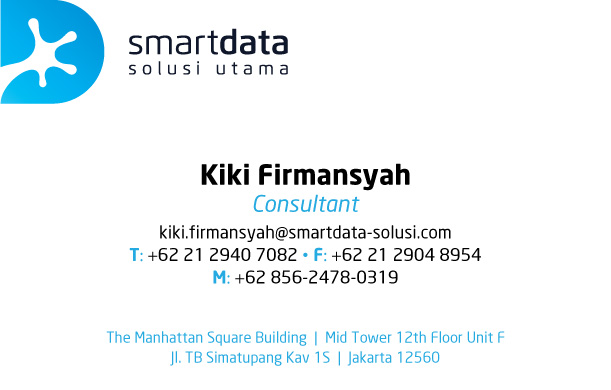 smartdata
solusi utama
Kiki Firmansyah
Consultant
kiki.firmansyah@smartdata-solusi.com
T: +62 21 2940 7082 • F: +62 21 2904 8954
M: +62 856-2478-0319
The Manhattan Square Building | Mid Tower 12th Floor Unit F
Jl. TB Simatupang Kav 1S | Jakarta 12560